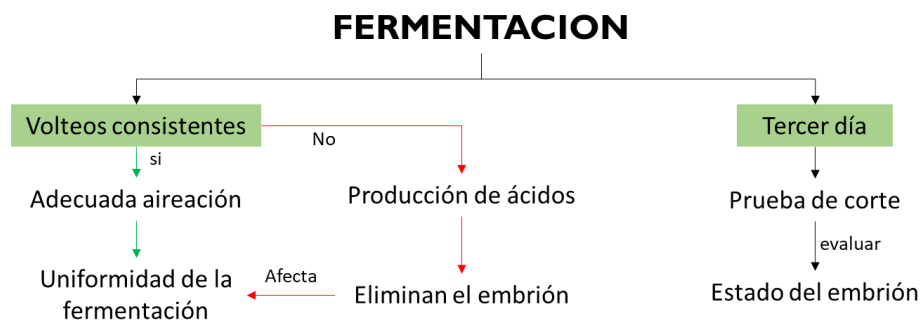 FERMENTACION
Volteos consistentes
No
Tercer día
si
Adecuada aireación
Producción de ácidos
Prueba de corte
evaluar
Uniformidad de la
fermentación
Afecta
Eliminan el embrión
Estado del embrión